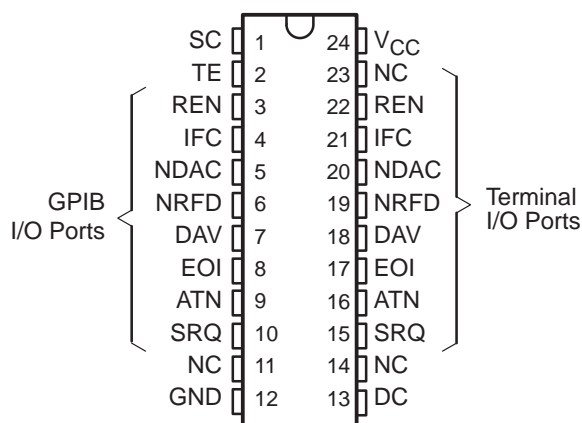 SC 1 24 VCC
TE 2 23 NC
REN 3 22 REN
IFC 4 21 IFC
NDAC 5 20 NDAC
NRFD 6 19 NRFD
DAV 7 18 DAV
EOI 8 17 EOI
ATN 9 16 ATN
SRQ 10 15 SRQ
NC 11 14 NC
GND 12 13 DC
GPIB
I/O Ports
Terminal
I/O Ports